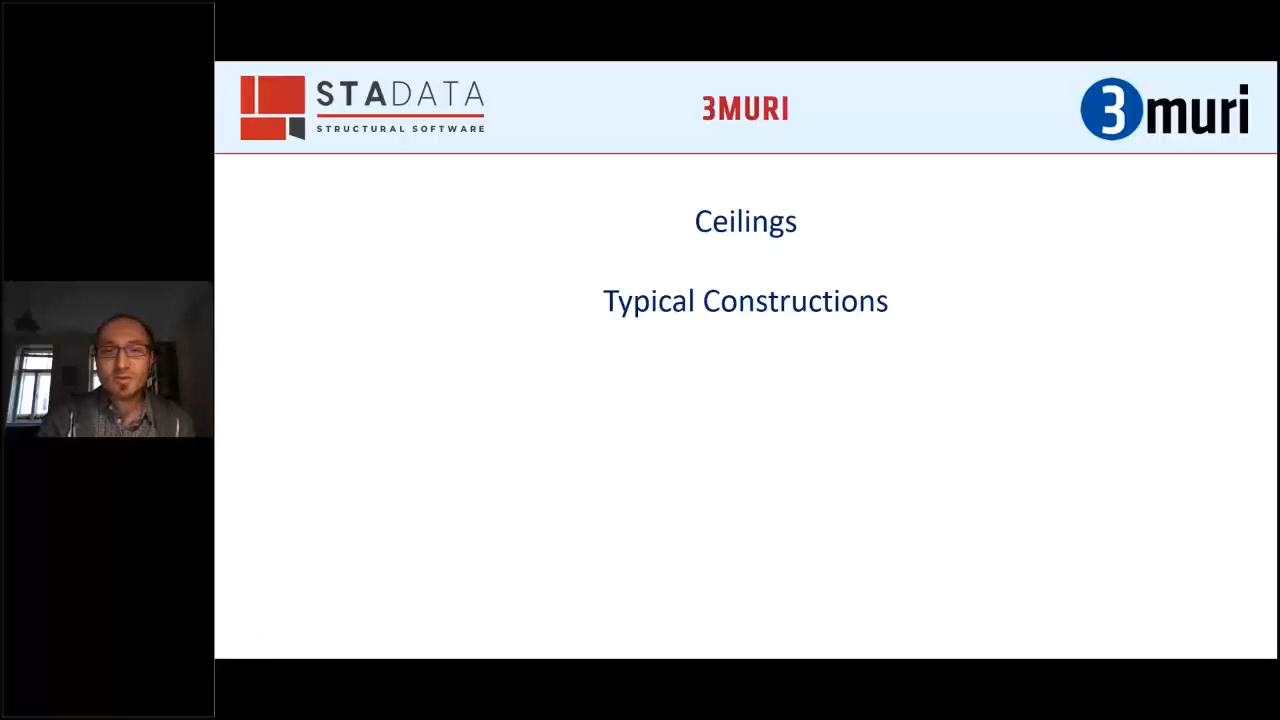 STADATA
STRUCTURAL SOFTWARE
3MURI
3muri
Ceilings
Typical Constructions